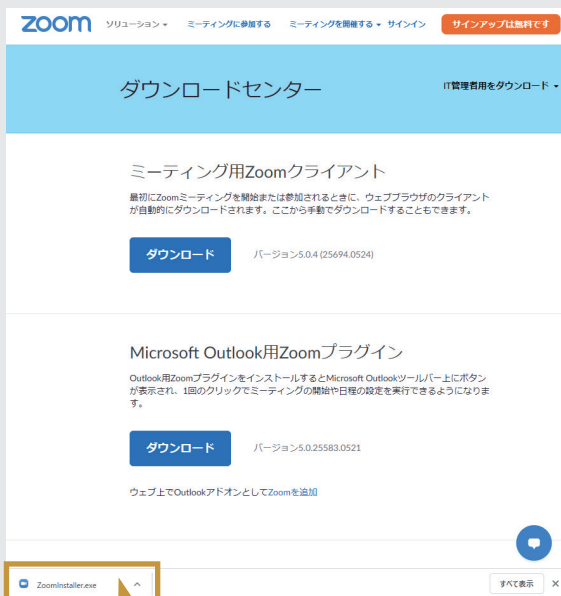 zoom ソリューション ミーティングに参加する ミーティングを開催する サインイン サインアップは無料です
ダウンロードセンター IT管理者用をダウンロード
ミーティング用Zoomクライアント
最初にZoomミーティングを開始または参加されるときに、ウェブブラウザのクライアント
が自動的にダウンロードされます。ここから手動でダウンロードすることもできます。
ダウンロード バージョン5.0.4 (25694.0524)
Microsoft Outlook用Zoomプラグイン
Outlook用ZoomプラグインをインストールするとMicrosoft Outlookツールバー上にボタン
が表示され、1回のクリックでミーティングの開始や日程の設定を実行できるようになりま
す。
ダウンロード バージョン5.0.25583.0521
ウェブ上でOutlookアドオンとしてZoomを追加
ZoomInstaller.exe すべて表示